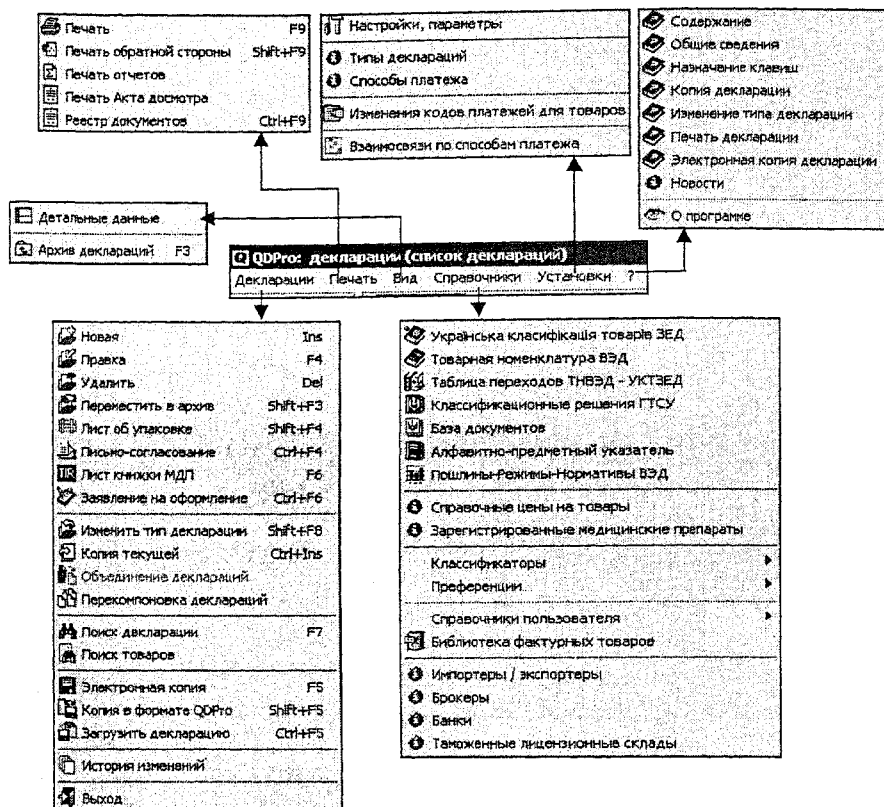 Печать F9
Печать обратной стороны Shift+F9
Печать отчетов
Печать Акта досмотра
Реестр документов Ctrl+F9
Настройки, параметры
Типы деклараций
Способы платежа
Изменения кодов платежей для товаров
Взаимосвязи по способам платежа
Содержание
Общие сведения
Назначение клавиш
Копия декларации
Изменение типа декларации
Печать декларации
Электронная копия декларации
Новости
О программе
Детальные данные
Архив деклараций F3
QDPro: декларации (список деклараций)
Декларации Печать Вид Справочники Установки ?
Новая Ins
Правка F4
Удалить Del
Переместить в архив Shift+F3
Лист об упаковке Shift+F4
Письмо-согласование Ctrl+F4
Лист книжки МДП F6
Заявление на оформление Ctrl+F6
Изменить тип декларации Shift+F8
Копия текущей Ctrl+Ins
Объединение деклараций
Перекомпоновка деклараций
Поиск декларации F7
Поиск товаров
Электронная копия F5
Копия в формате QDPro Shift+F5
Загрузить декларацию Ctrl+F5
История изменений
Выход
Українська класифікація товарів ЗЕД
Товарная номенклатура ВЭД
Таблица переходов ТНВЭД - УКТЗЕД
Классификационные решения ГТСУ
База документов
Алфавитно-предметный указатель
Пошлины-Режимы-Нормативы ВЭД
Справочные цены на товары
Зарегистрированные медицинские препараты
Классификаторы
Преференции
Справочники пользователя
Библиотека фактурных товаров
Импортеры / экспортеры
Брокеры
Банки
Таможенные лицензионные склады